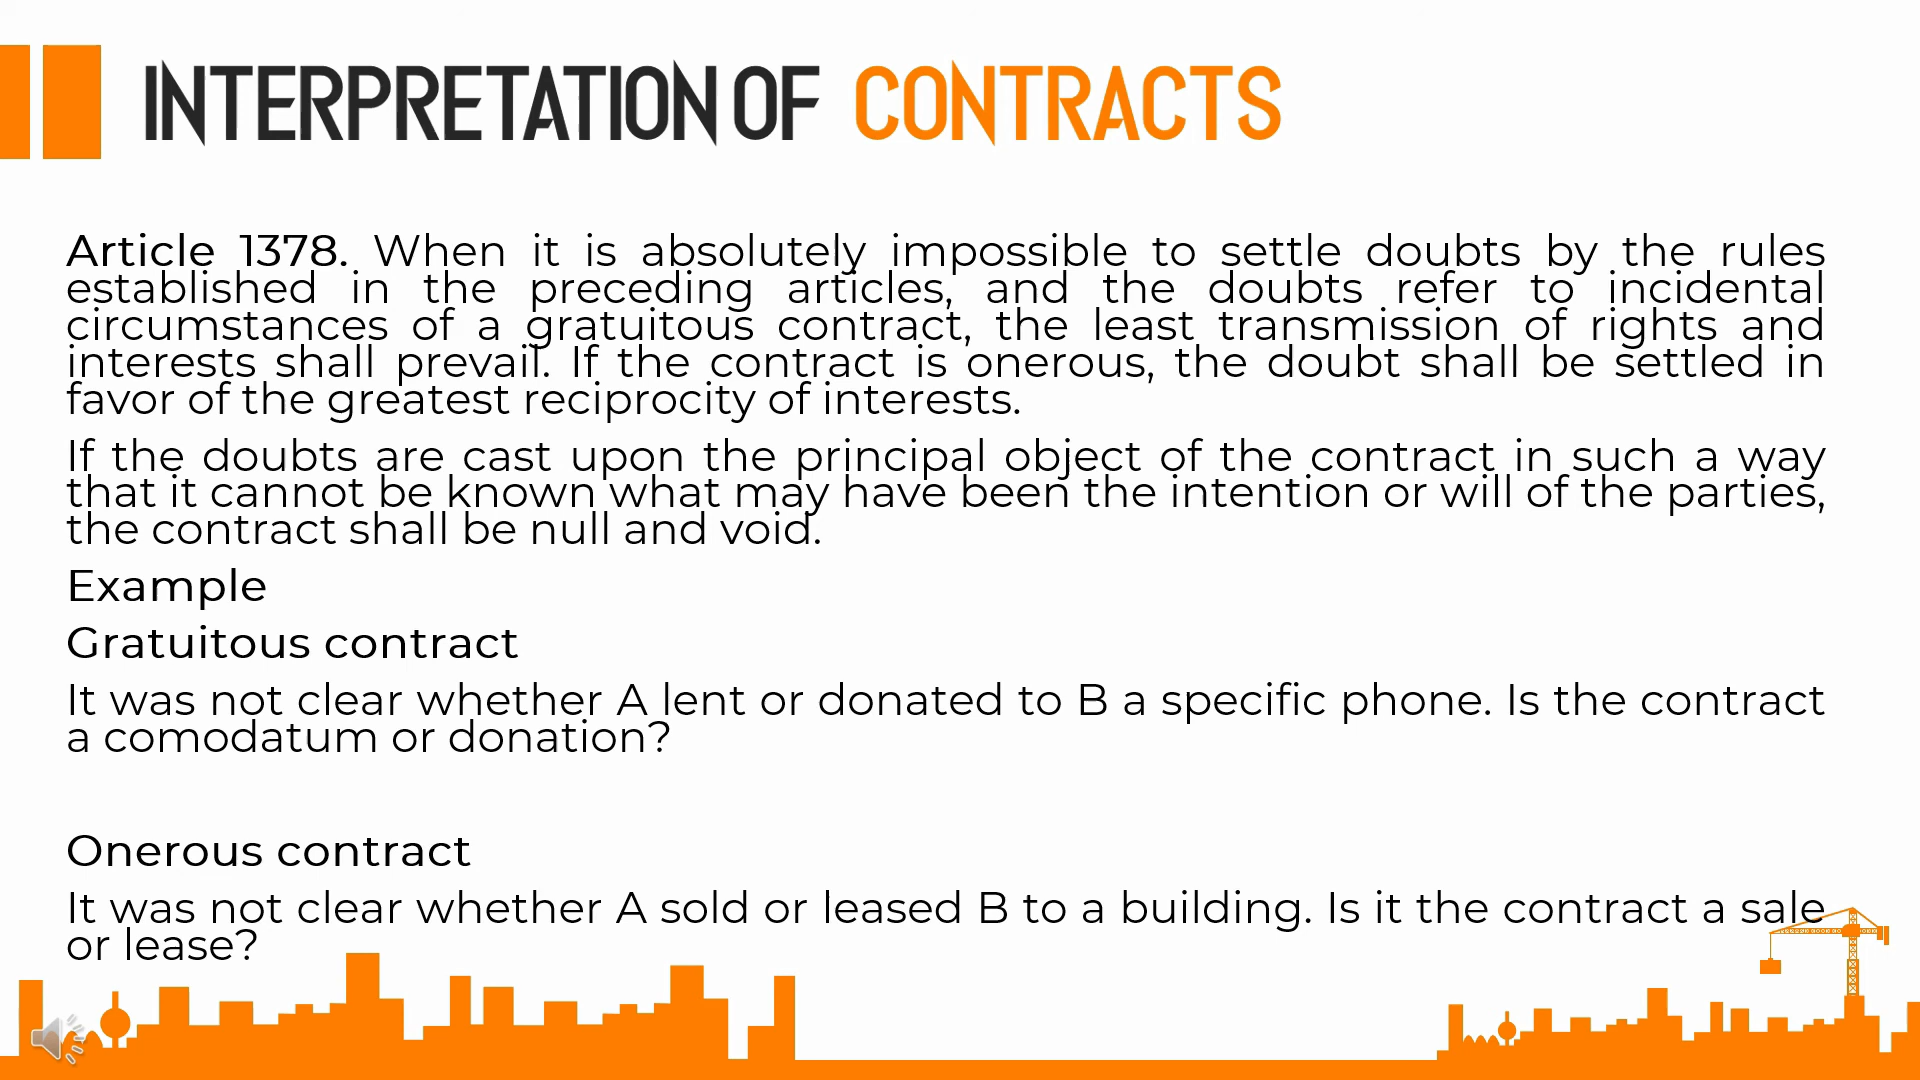 INTERPRETATION OF CONTRACTS
Article 1378. When it is absolutely impossible to settle doubts by the rules
established in the preceding articles, and the doubts refer to incidental
circumstances of a gratuitous contract, the least transmission of rights and
interests shall prevail. If the contract is onerous, the doubt shall be settled in
favor of the greatest reciprocity of interests.
If the doubts are cast upon the principal object of the contract in such a way
that it cannot be known what may have been the intention or will of the parties,
the contract shall be null and void.
Example
Gratuitous contract
It was not clear whether A lent or donated to B a specific phone. Is the contract
a comodatum or donation?
Onerous contract
It was not clear whether A sold or leased B to a building. Is it the contract a sale
or lease?